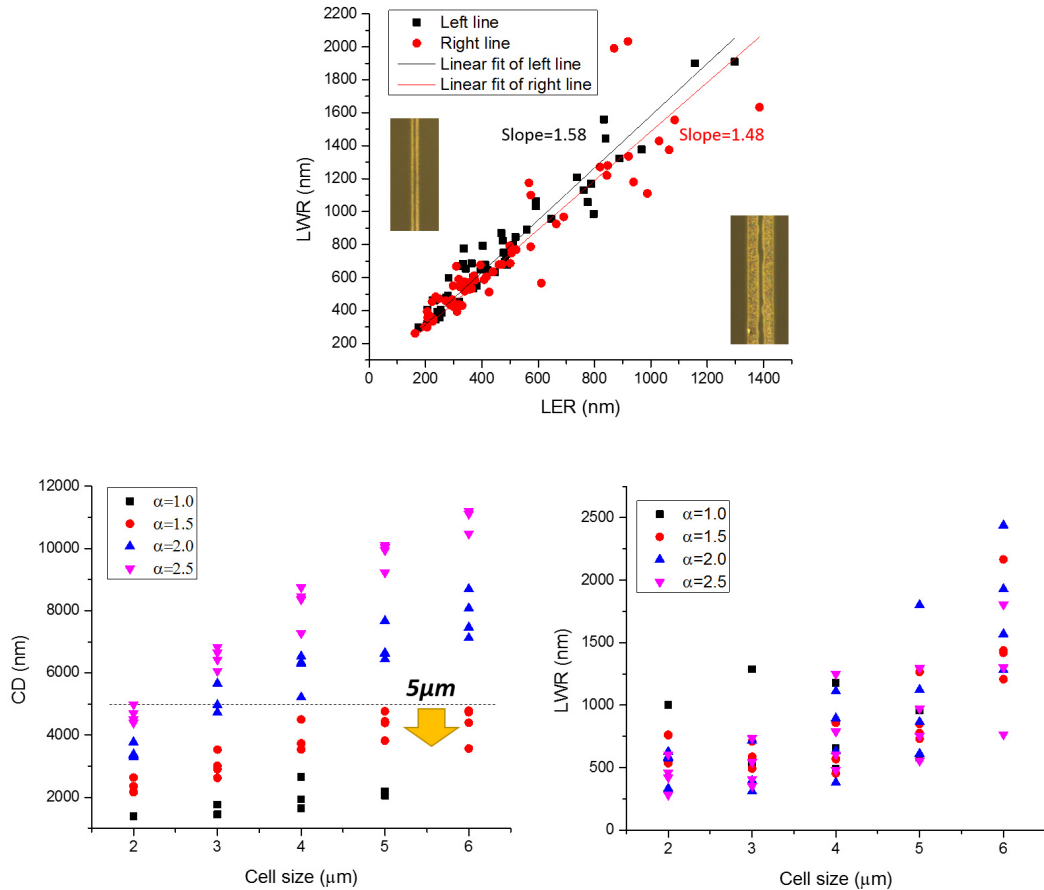 Left line
Right line
Linear fit of left line
Linear fit of right line
2200
2000
1800
1600
1400
1200
1000
800
600
400
200
LWR (nm)
Slope=1.58
Slope=1.48
0 200 400 600 800 1000 1200 1400
LER (nm)
12000
10000
8000
6000
4000
2000
CD (nm)
α=1.0
α=1.5
α=2.0
α=2.5
5μm
2 3 4 5 6
Cell size (μm)
2500
2000
1500
1000
500
0
LWR (nm)
α=1.0
α=1.5
α=2.0
α=2.5
2 3 4 5 6
Cell size (μm)